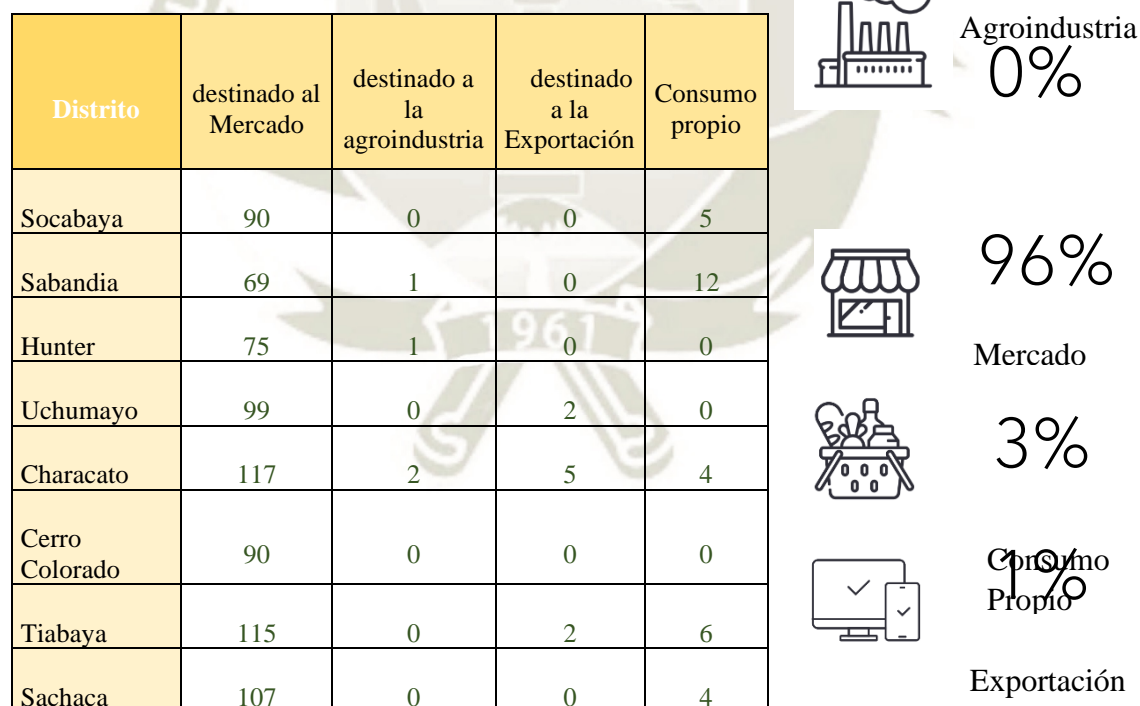 Distrito
destinado al
Mercado
destinado a
la
agroindustria
destinado
a la
Exportación
Consumo
propio
Socabaya 90 0 0 5
Sabandia 69 1 0 12
Hunter 75 1 0 0
Uchumayo 99 0 2 0
Characato 117 2 5 4
Cerro
Colorado 90 0 0 0
Tiabaya 115 0 2 6
Sachaca 107 0 0 4
Agroindustria
0%
96%
Mercado
3%
Consumo
Propio
1%
Exportación
1961